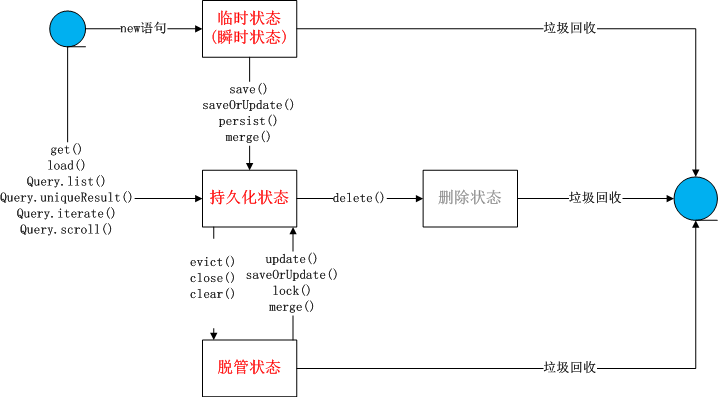 new语句
临时状态
(瞬时状态)
垃圾回收
save()
saveOrUpdate()
persist()
merge()
get()
load()
Query.list()
Query.uniqueResult()
Query.iterate()
Query.scroll()
持久化状态
delete()
删除状态
垃圾回收
evict()
close()
clear()
update()
saveOrUpdate()
lock()
merge()
脱管状态
垃圾回收